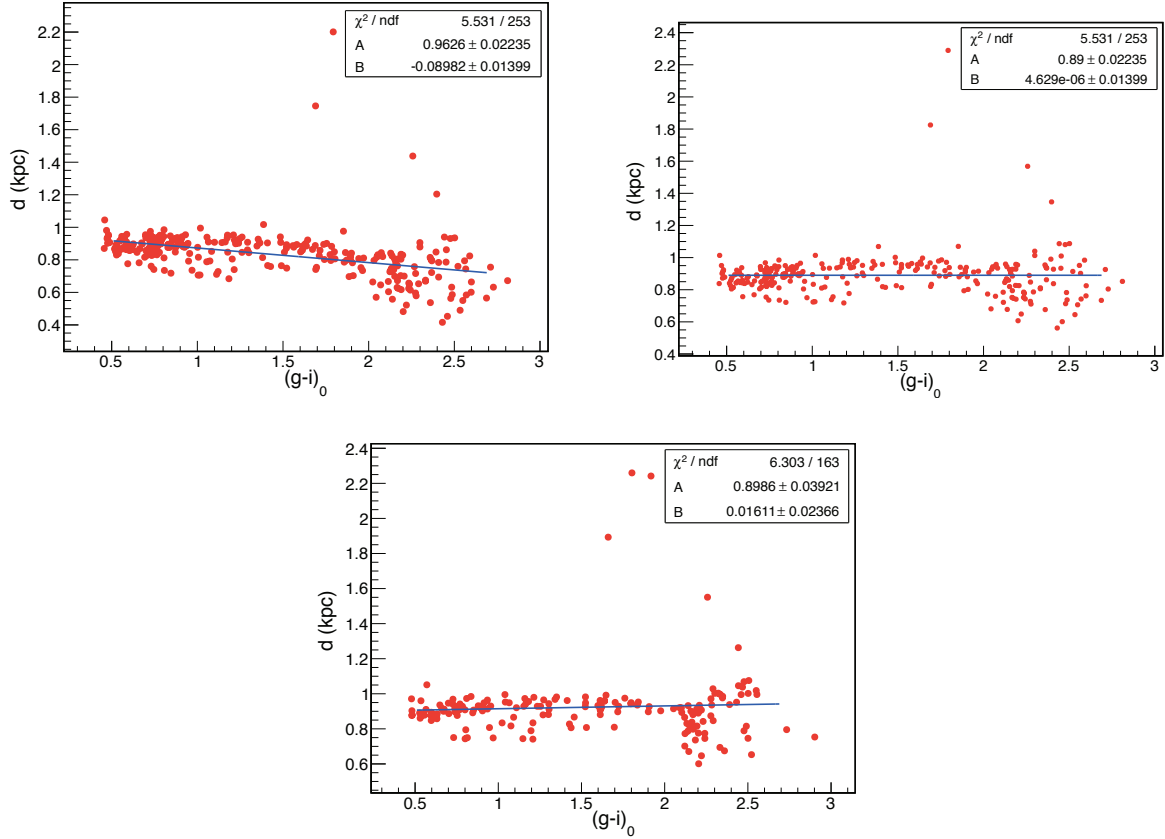 χ² / ndf 5.531 / 253
A 0.9626 ± 0.02235
B -0.08982 ± 0.01399
d (kpc)
2.2
2
1.8
1.6
1.4
1.2
1
0.8
0.6
0.4
0.5 1 1.5 2 2.5 3
(g-i)₀
χ² / ndf 5.531 / 253
A 0.89 ± 0.02235
B 4.629e-06 ± 0.01399
d (kpc)
2.4
2.2
2
1.8
1.6
1.4
1.2
1
0.8
0.6
0.4
0.5 1 1.5 2 2.5 3
(g-i)₀
χ² / ndf 6.303 / 163
A 0.8986 ± 0.03921
B 0.01611 ± 0.02366
d (kpc)
2.4
2.2
2
1.8
1.6
1.4
1.2
1
0.8
0.6
0.5 1 1.5 2 2.5 3
(g-i)₀